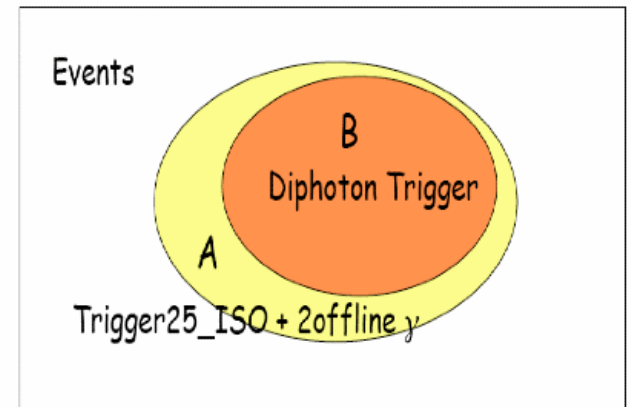 Events
B
Diphoton Trigger
A
Trigger25_ISO + 2offline γ